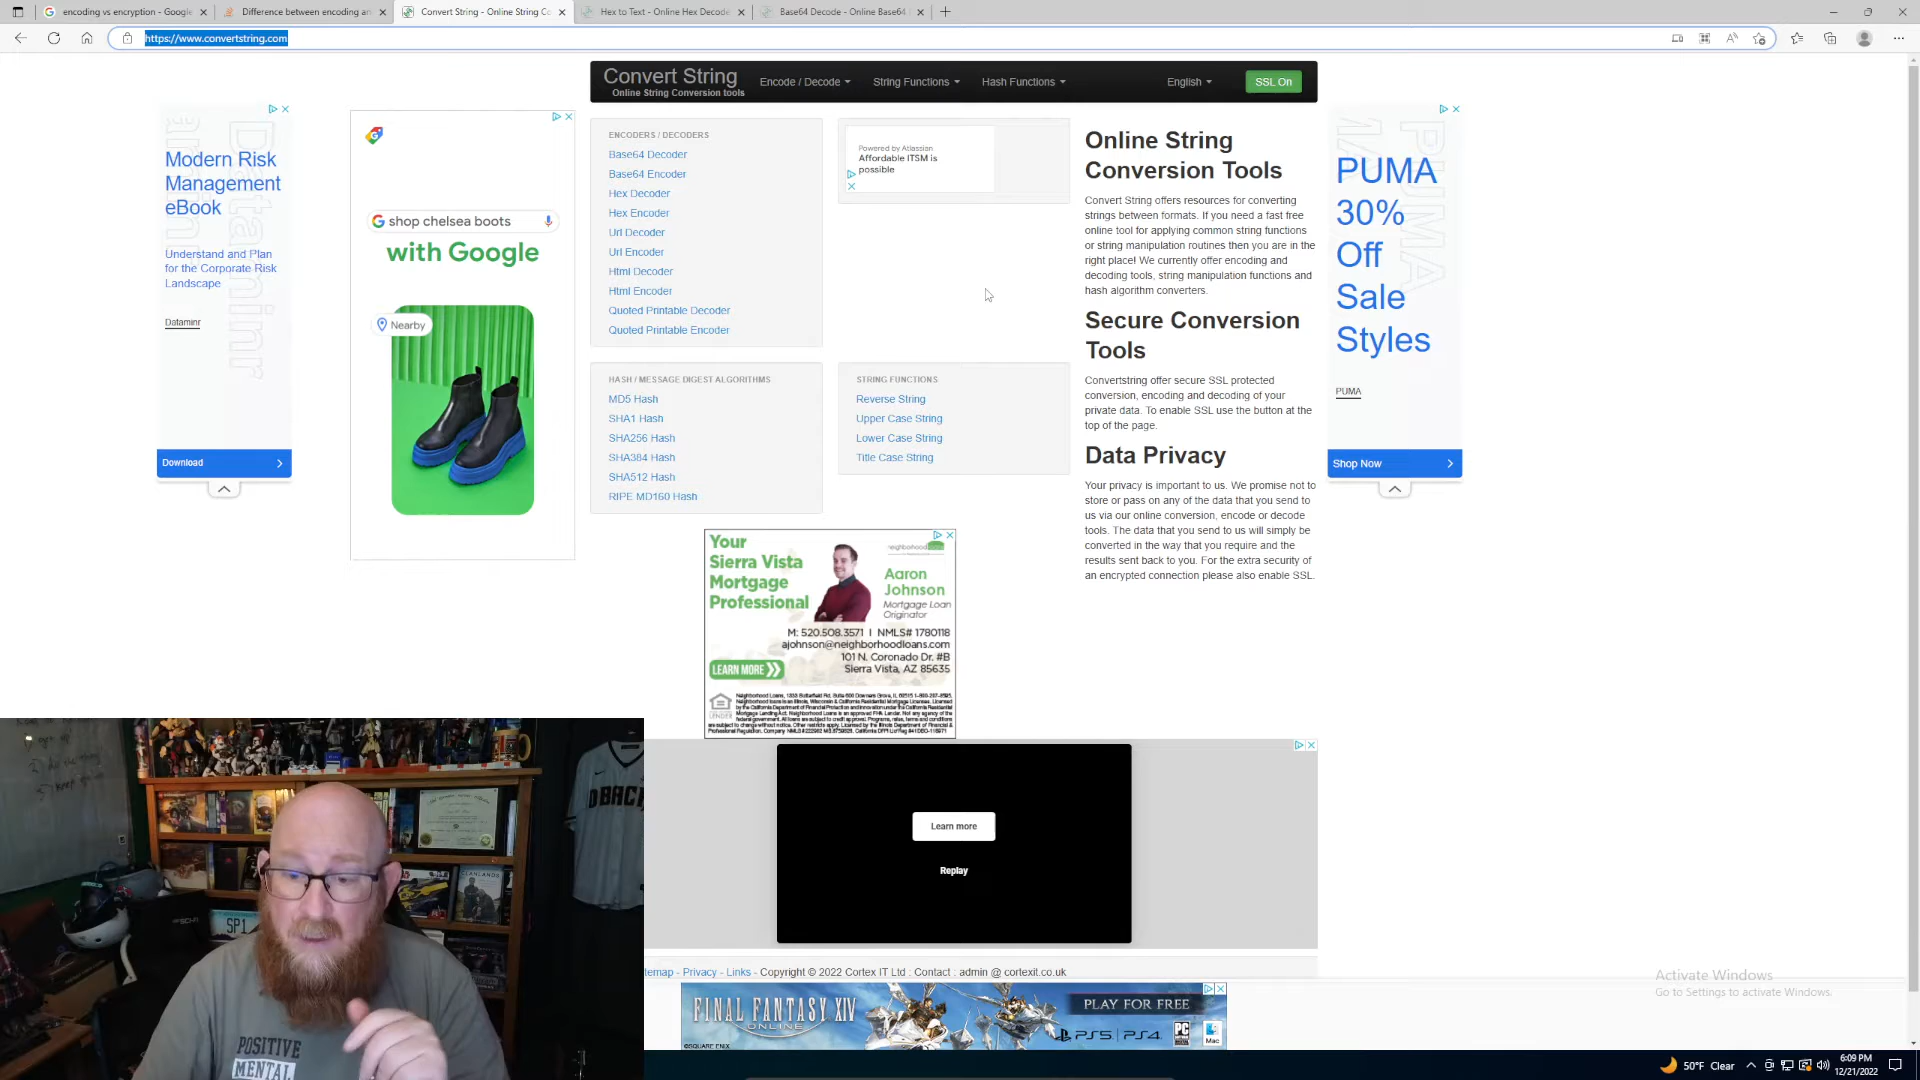 encoding vs encryption - Google
Difference between encoding an
Convert String - Online String Co
Hex to Text - Online Hex Decode
Base64 Decode - Online Base64
https://www.convertstring.com
Convert String
Online String Conversion tools
Encode / Decode
String Functions
Hash Functions
English
SSL On
Modern Risk
Management
eBook
Understand and Plan
for the Corporate Risk
Landscape
Dataminr
Download
shop chelsea boots
with Google
Nearby
ENCODERS / DECODERS
Base64 Decoder
Base64 Encoder
Hex Decoder
Hex Encoder
Url Decoder
Url Encoder
Html Decoder
Html Encoder
Quoted Printable Decoder
Quoted Printable Encoder
Powered by Atlassian
Affordable ITSM is
possible
HASH / MESSAGE DIGEST ALGORITHMS
MD5 Hash
SHA1 Hash
SHA256 Hash
SHA384 Hash
SHA512 Hash
RIPE MD160 Hash
STRING FUNCTIONS
Reverse String
Upper Case String
Lower Case String
Title Case String
Online String
Conversion Tools
Convert String offers resources for converting
strings between formats. If you need a fast free
online tool for applying common string functions
or string manipulation routines then you are in the
right place! We currently offer encoding and
decoding tools, string manipulation functions and
hash algorithm converters.
Secure Conversion
Tools
Convertstring offer secure SSL protected
conversion, encoding and decoding of your
private data. To enable SSL use the button at the
top of the page.
Data Privacy
Your privacy is important to us. We promise not to
store or pass on any of the data that you send to
us via our online conversion, encode or decode
tools. The data that you send to us will simply be
converted in the way that you require and the
results sent back to you. For the extra security of
an encrypted connection please also enable SSL.
PUMA
30%
Off
Sale
Styles
PUMA
Shop Now
Your
Sierra Vista
Mortgage
Professional
Aaron
Johnson
Mortgage Loan
Originator
M: 520.508.3571 | NMLS# 1780118
ajohnson@neighborhoodloans.com
101 N. Coronado Dr. #B
Sierra Vista, AZ 85635
LEARN MORE
Learn more
Replay
temap - Privacy - Links - Copyright © 2022 Cortex IT Ltd : Contact : admin @ cortexit.co.uk
FINAL FANTASY XIV
ONLINE
PLAY FOR FREE
PS5 | PS4
PC
Mac
©SQUARE ENIX
Activate Windows
Go to Settings to activate Windows.
DBACK
SP1
POSITIVE
MENTAL
50°F Clear
6:09 PM
12/21/2022